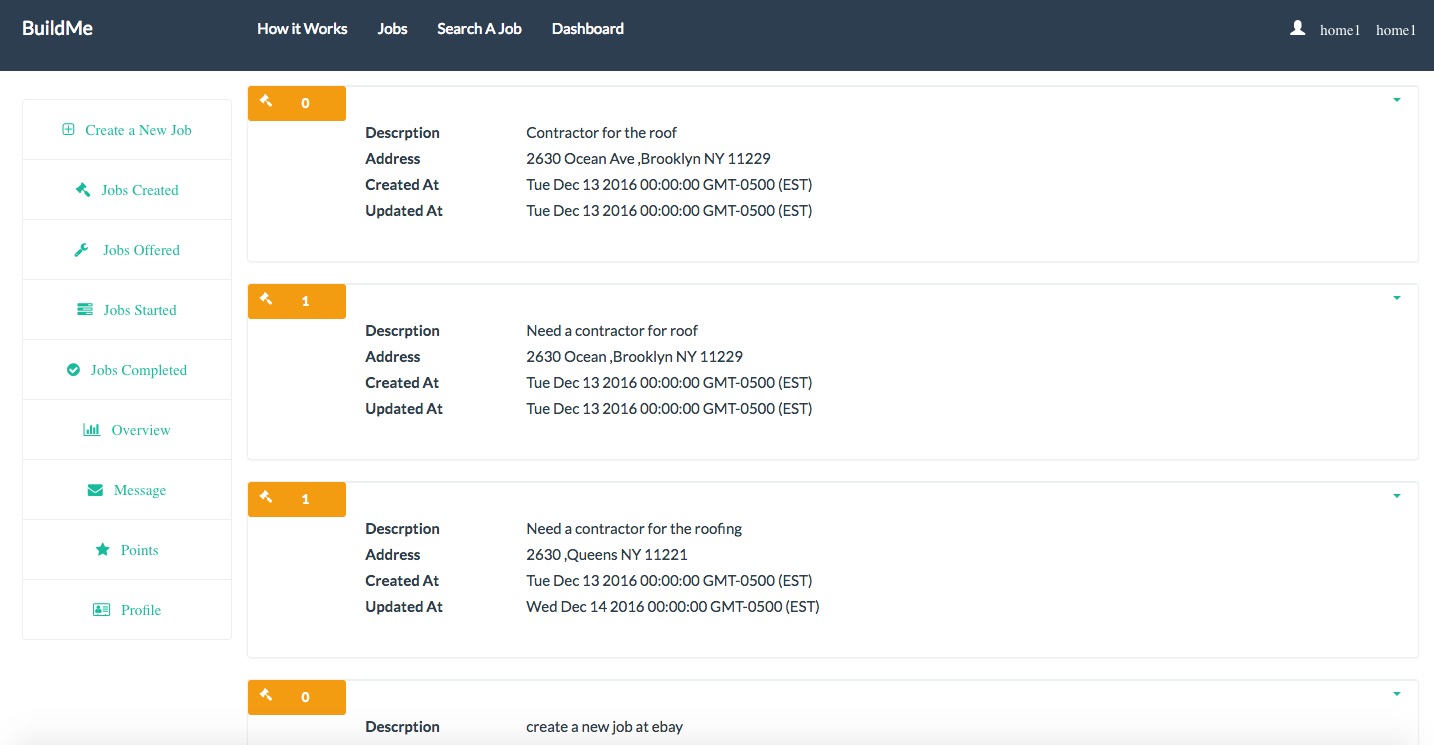 BuildMe How it Works Jobs Search A Job Dashboard home1 home1
Create a New Job
Jobs Created
Jobs Offered
Jobs Started
Jobs Completed
Overview
Message
Points
Profile
0
Descrption Contractor for the roof
Address 2630 Ocean Ave ,Brooklyn NY 11229
Created At Tue Dec 13 2016 00:00:00 GMT-0500 (EST)
Updated At Tue Dec 13 2016 00:00:00 GMT-0500 (EST)
1
Descrption Need a contractor for roof
Address 2630 Ocean ,Brooklyn NY 11229
Created At Tue Dec 13 2016 00:00:00 GMT-0500 (EST)
Updated At Tue Dec 13 2016 00:00:00 GMT-0500 (EST)
1
Descrption Need a contractor for the roofing
Address 2630 ,Queens NY 11221
Created At Tue Dec 13 2016 00:00:00 GMT-0500 (EST)
Updated At Wed Dec 14 2016 00:00:00 GMT-0500 (EST)
0
Descrption create a new job at ebay